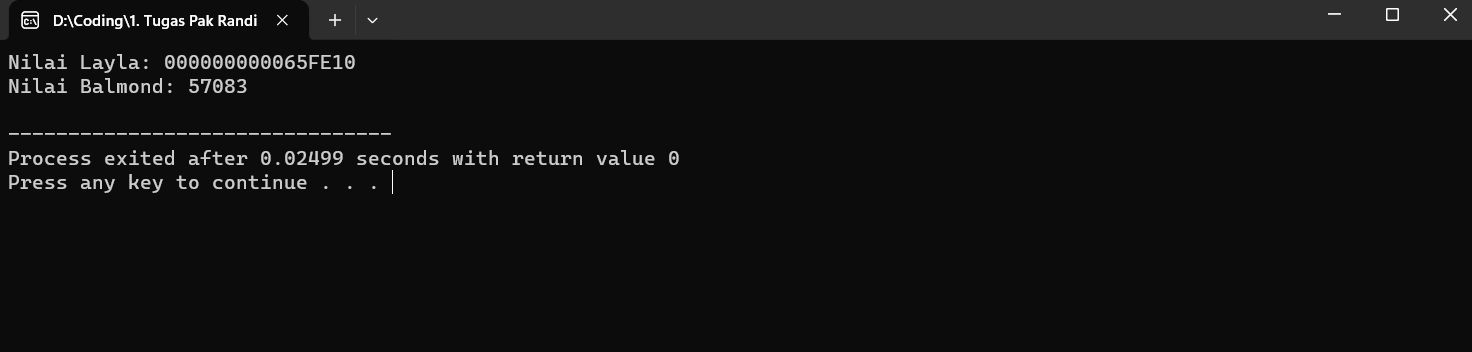 D:\Coding\1. Tugas Pak Randi
Nilai Layla: 000000000065FE10
Nilai Balmond: 57083
--------------------------------
Process exited after 0.02499 seconds with return value 0
Press any key to continue . . .